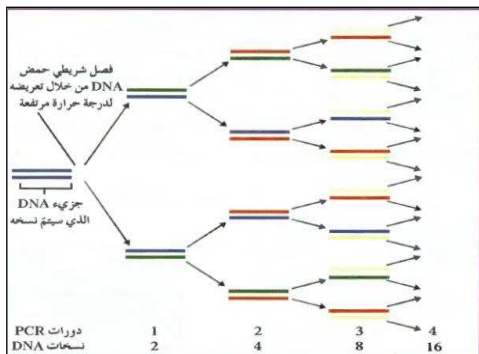 فصل شريطي حمض
DNA من خلال تعريضه
لدرجة حرارة مرتفعة
جزيء DNA
الذي سيتمّ نسخه
دورات PCR 1 2 3 4
نسخات DNA 2 4 8 16